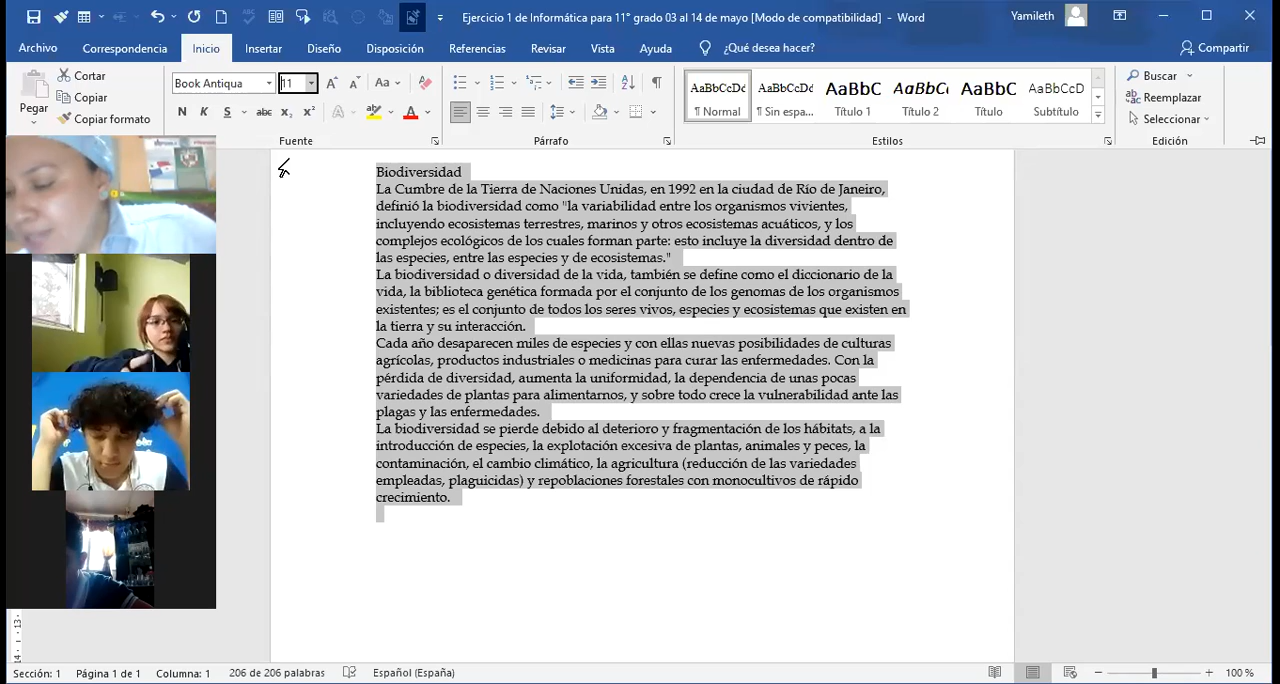 Ejercicio 1 de Informática para 11° grado 03 al 14 de mayo [Modo de compatibilidad] - Word
Yamileth
Archivo Correspondencia Inicio Insertar Diseño Disposición Referencias Revisar Vista Ayuda ¿Qué desea hacer? Compartir
Pegar
Cortar
Copiar
Copiar formato
Book Antiqua 11 Aa
N K S abc x₂ x² A ab A
Fuente
Párrafo
AaBbCcDc AaBbCcDc AaBbC AaBbCc AaBbC AaBbCcD
¶ Normal ¶ Sin espa... Título 1 Título 2 Título 1 Subtítulo
Estilos
Buscar
Reemplazar
Seleccionar
Edición
Biodiversidad
La Cumbre de la Tierra de Naciones Unidas, en 1992 en la ciudad de Río de Janeiro,
definió la biodiversidad como "la variabilidad entre los organismos vivientes,
incluyendo ecosistemas terrestres, marinos y otros ecosistemas acuáticos, y los
complejos ecológicos de los cuales forman parte: esto incluye la diversidad dentro de
las especies, entre las especies y de ecosistemas."
La biodiversidad o diversidad de la vida, también se define como el diccionario de la
vida, la biblioteca genética formada por el conjunto de los genomas de los organismos
existentes; es el conjunto de todos los seres vivos, especies y ecosistemas que existen en
la tierra y su interacción.
Cada año desaparecen miles de especies y con ellas nuevas posibilidades de culturas
agrícolas, productos industriales o medicinas para curar las enfermedades. Con la
pérdida de diversidad, aumenta la uniformidad, la dependencia de unas pocas
variedades de plantas para alimentarnos, y sobre todo crece la vulnerabilidad ante las
plagas y las enfermedades.
La biodiversidad se pierde debido al deterioro y fragmentación de los hábitats, a la
introducción de especies, la explotación excesiva de plantas, animales y peces, la
contaminación, el cambio climático, la agricultura (reducción de las variedades
empleadas, plaguicidas) y repoblaciones forestales con monocultivos de rápido
crecimiento.
13
14
Sección: 1 Página 1 de 1 Columna: 1 206 de 206 palabras Español (España) 100 %